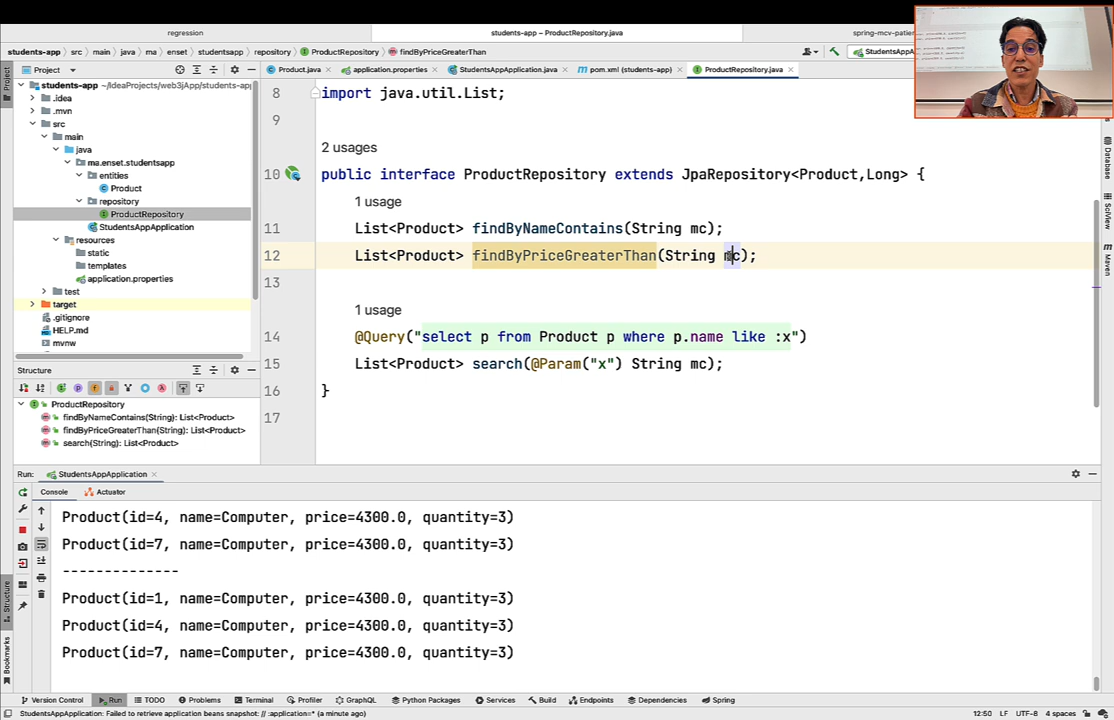 regression
students-app – ProductRepository.java
spring-mcv-patie
students-app › src › main › java › ma › enset › studentsapp › repository › ProductRepository › findByPriceGreaterThan
StudentsAp
Project
Product.java
application.properties
StudentsAppApplication.java
pom.xml (students-app)
ProductRepository.java
students-app ~/IdeaProjects/web3jApp/students-app
.idea
.mvn
src
main
java
ma.enset.studentsapp
entities
Product
repository
ProductRepository
StudentsAppApplication
resources
static
templates
application.properties
test
target
.gitignore
HELP.md
mvnw
8 import java.util.List;
9
2 usages
10 public interface ProductRepository extends JpaRepository<Product,Long> {
1 usage
11 List<Product> findByNameContains(String mc);
12 List<Product> findByPriceGreaterThan(String mc);
13
1 usage
14 @Query("select p from Product p where p.name like :x")
15 List<Product> search(@Param("x") String mc);
16 }
17
Project
Structure
Bookmarks
Database
SciView
Maven
Structure
ProductRepository
findByNameContains(String): List<Product>
findByPriceGreaterThan(String): List<Product>
search(String): List<Product>
Run: StudentsAppApplication
Console Actuator
Product(id=4, name=Computer, price=4300.0, quantity=3)
Product(id=7, name=Computer, price=4300.0, quantity=3)
--------------
Product(id=1, name=Computer, price=4300.0, quantity=3)
Product(id=4, name=Computer, price=4300.0, quantity=3)
Product(id=7, name=Computer, price=4300.0, quantity=3)
Version Control Run TODO Problems Terminal Profiler GraphQL Python Packages Services Build Endpoints Dependencies Spring
StudentsAppApplication: Failed to retrieve application beans snapshot: // :application=* (a minute ago)
12:50 LF UTF-8 4 spaces